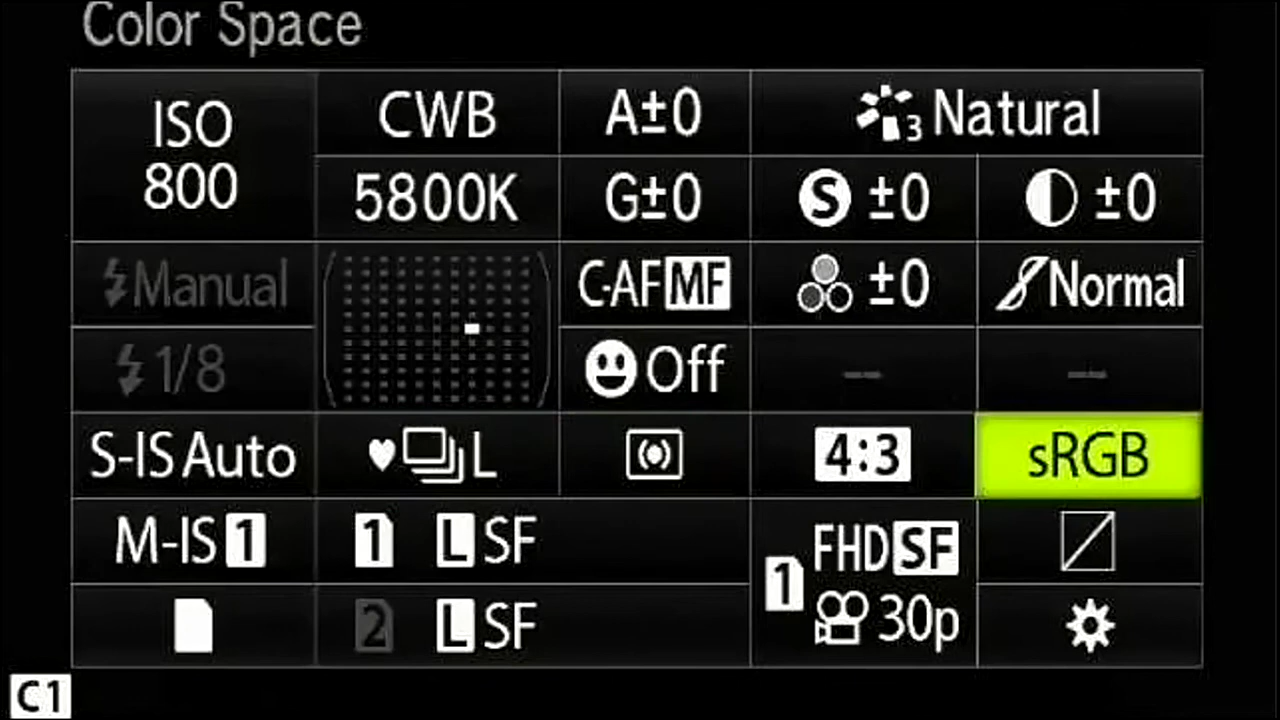 Color Space
ISO 800
CWB
A±0
3 Natural
5800K
G±0
S ±0
±0
Manual
C-AF MF
±0
Normal
1/8
Off
--
--
S-IS Auto
L
4:3
sRGB
M-IS 1
1 L SF
1 FHD SF
30p
2 L SF
C1